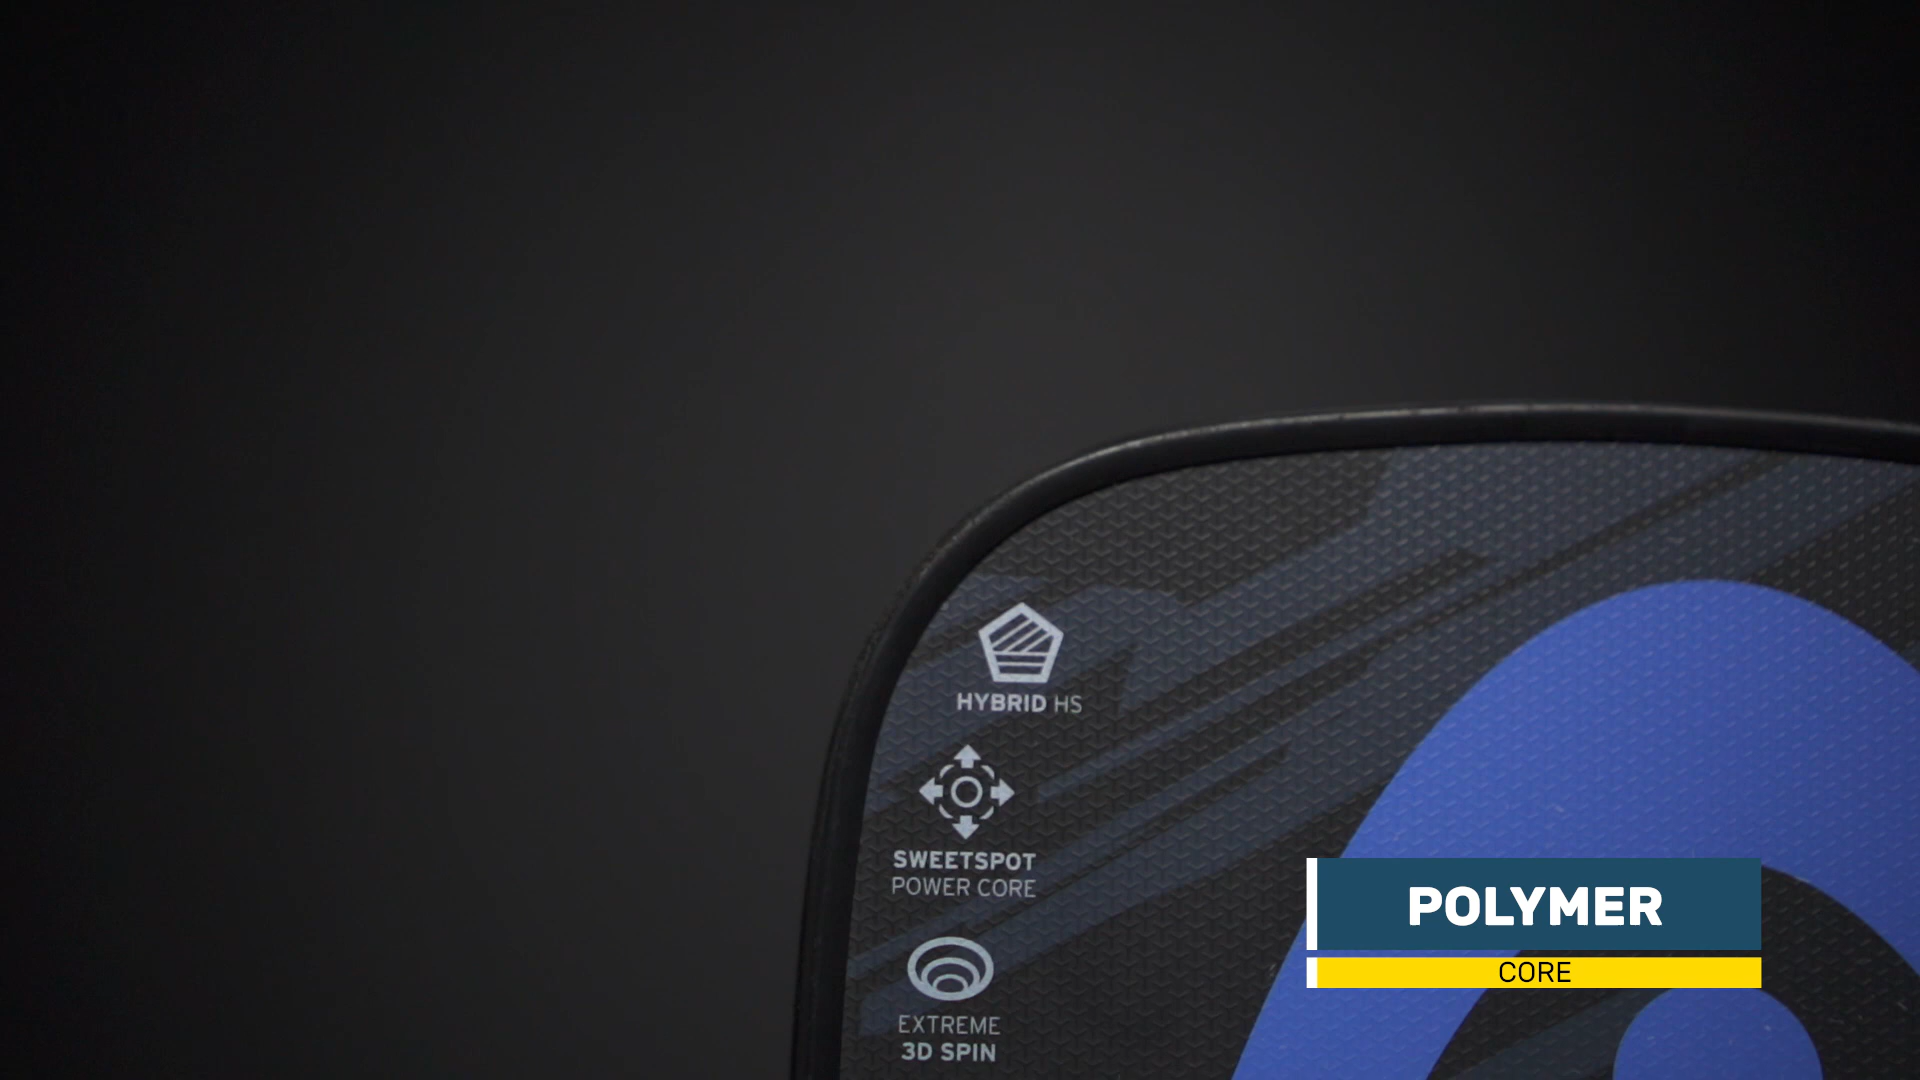 HYBRID HS
SWEETSPOT
POWER CORE
EXTREME
3D SPIN
POLYMER
CORE